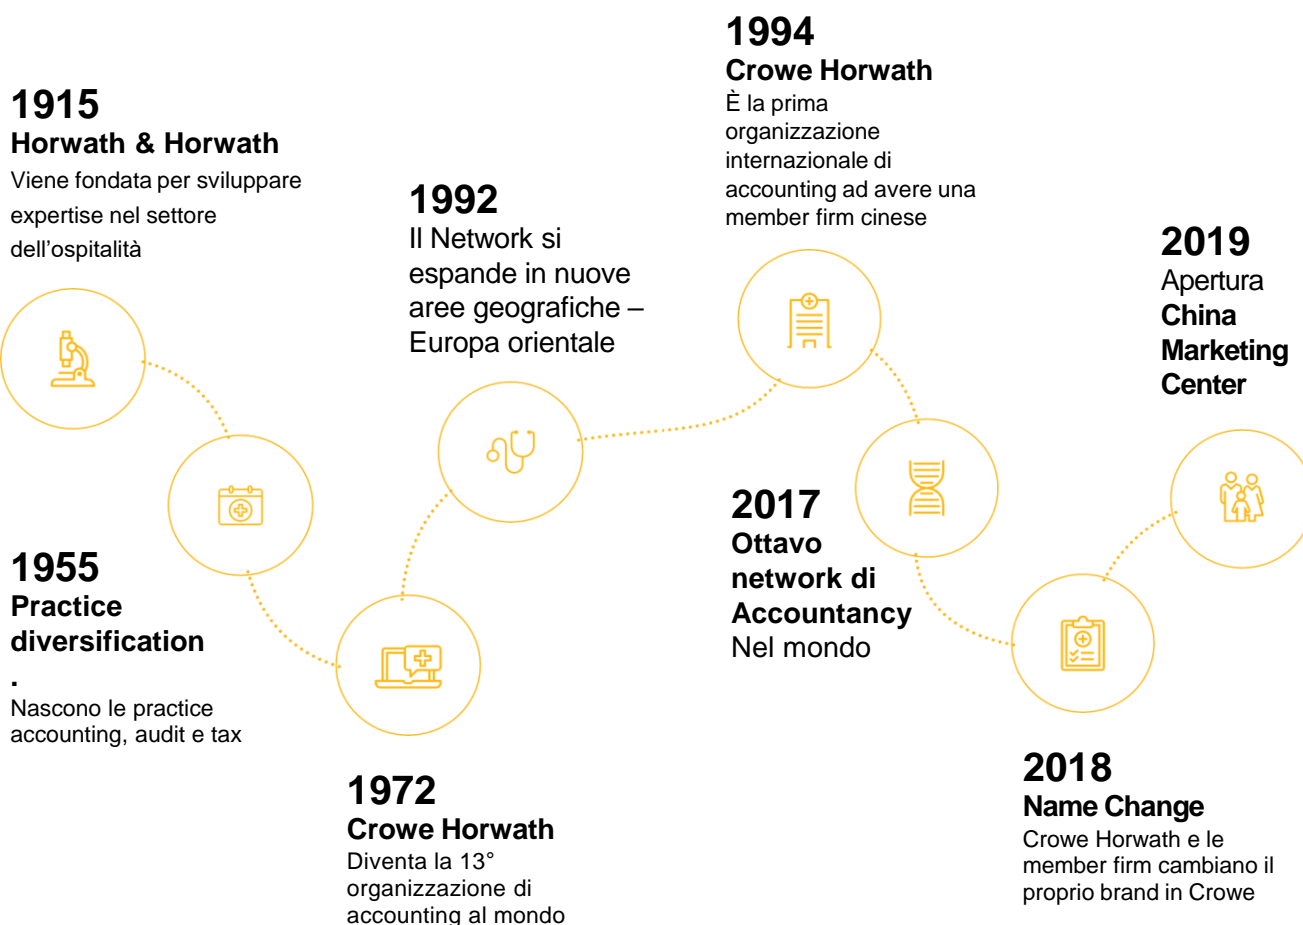 1915
Horwath & Horwath
Viene fondata per sviluppare
expertise nel settore
dell'ospitalità
1955
Practice
diversification
.
Nascono le practice
accounting, audit e tax
1972
Crowe Horwath
Diventa la 13°
organizzazione di
accounting al mondo
1992
Il Network si
espande in nuove
aree geografiche –
Europa orientale
1994
Crowe Horwath
È la prima
organizzazione
internazionale di
accounting ad avere una
member firm cinese
2017
Ottavo
network di
Accountancy
Nel mondo
2018
Name Change
Crowe Horwath e le
member firm cambiano il
proprio brand in Crowe
2019
Apertura
China
Marketing
Center